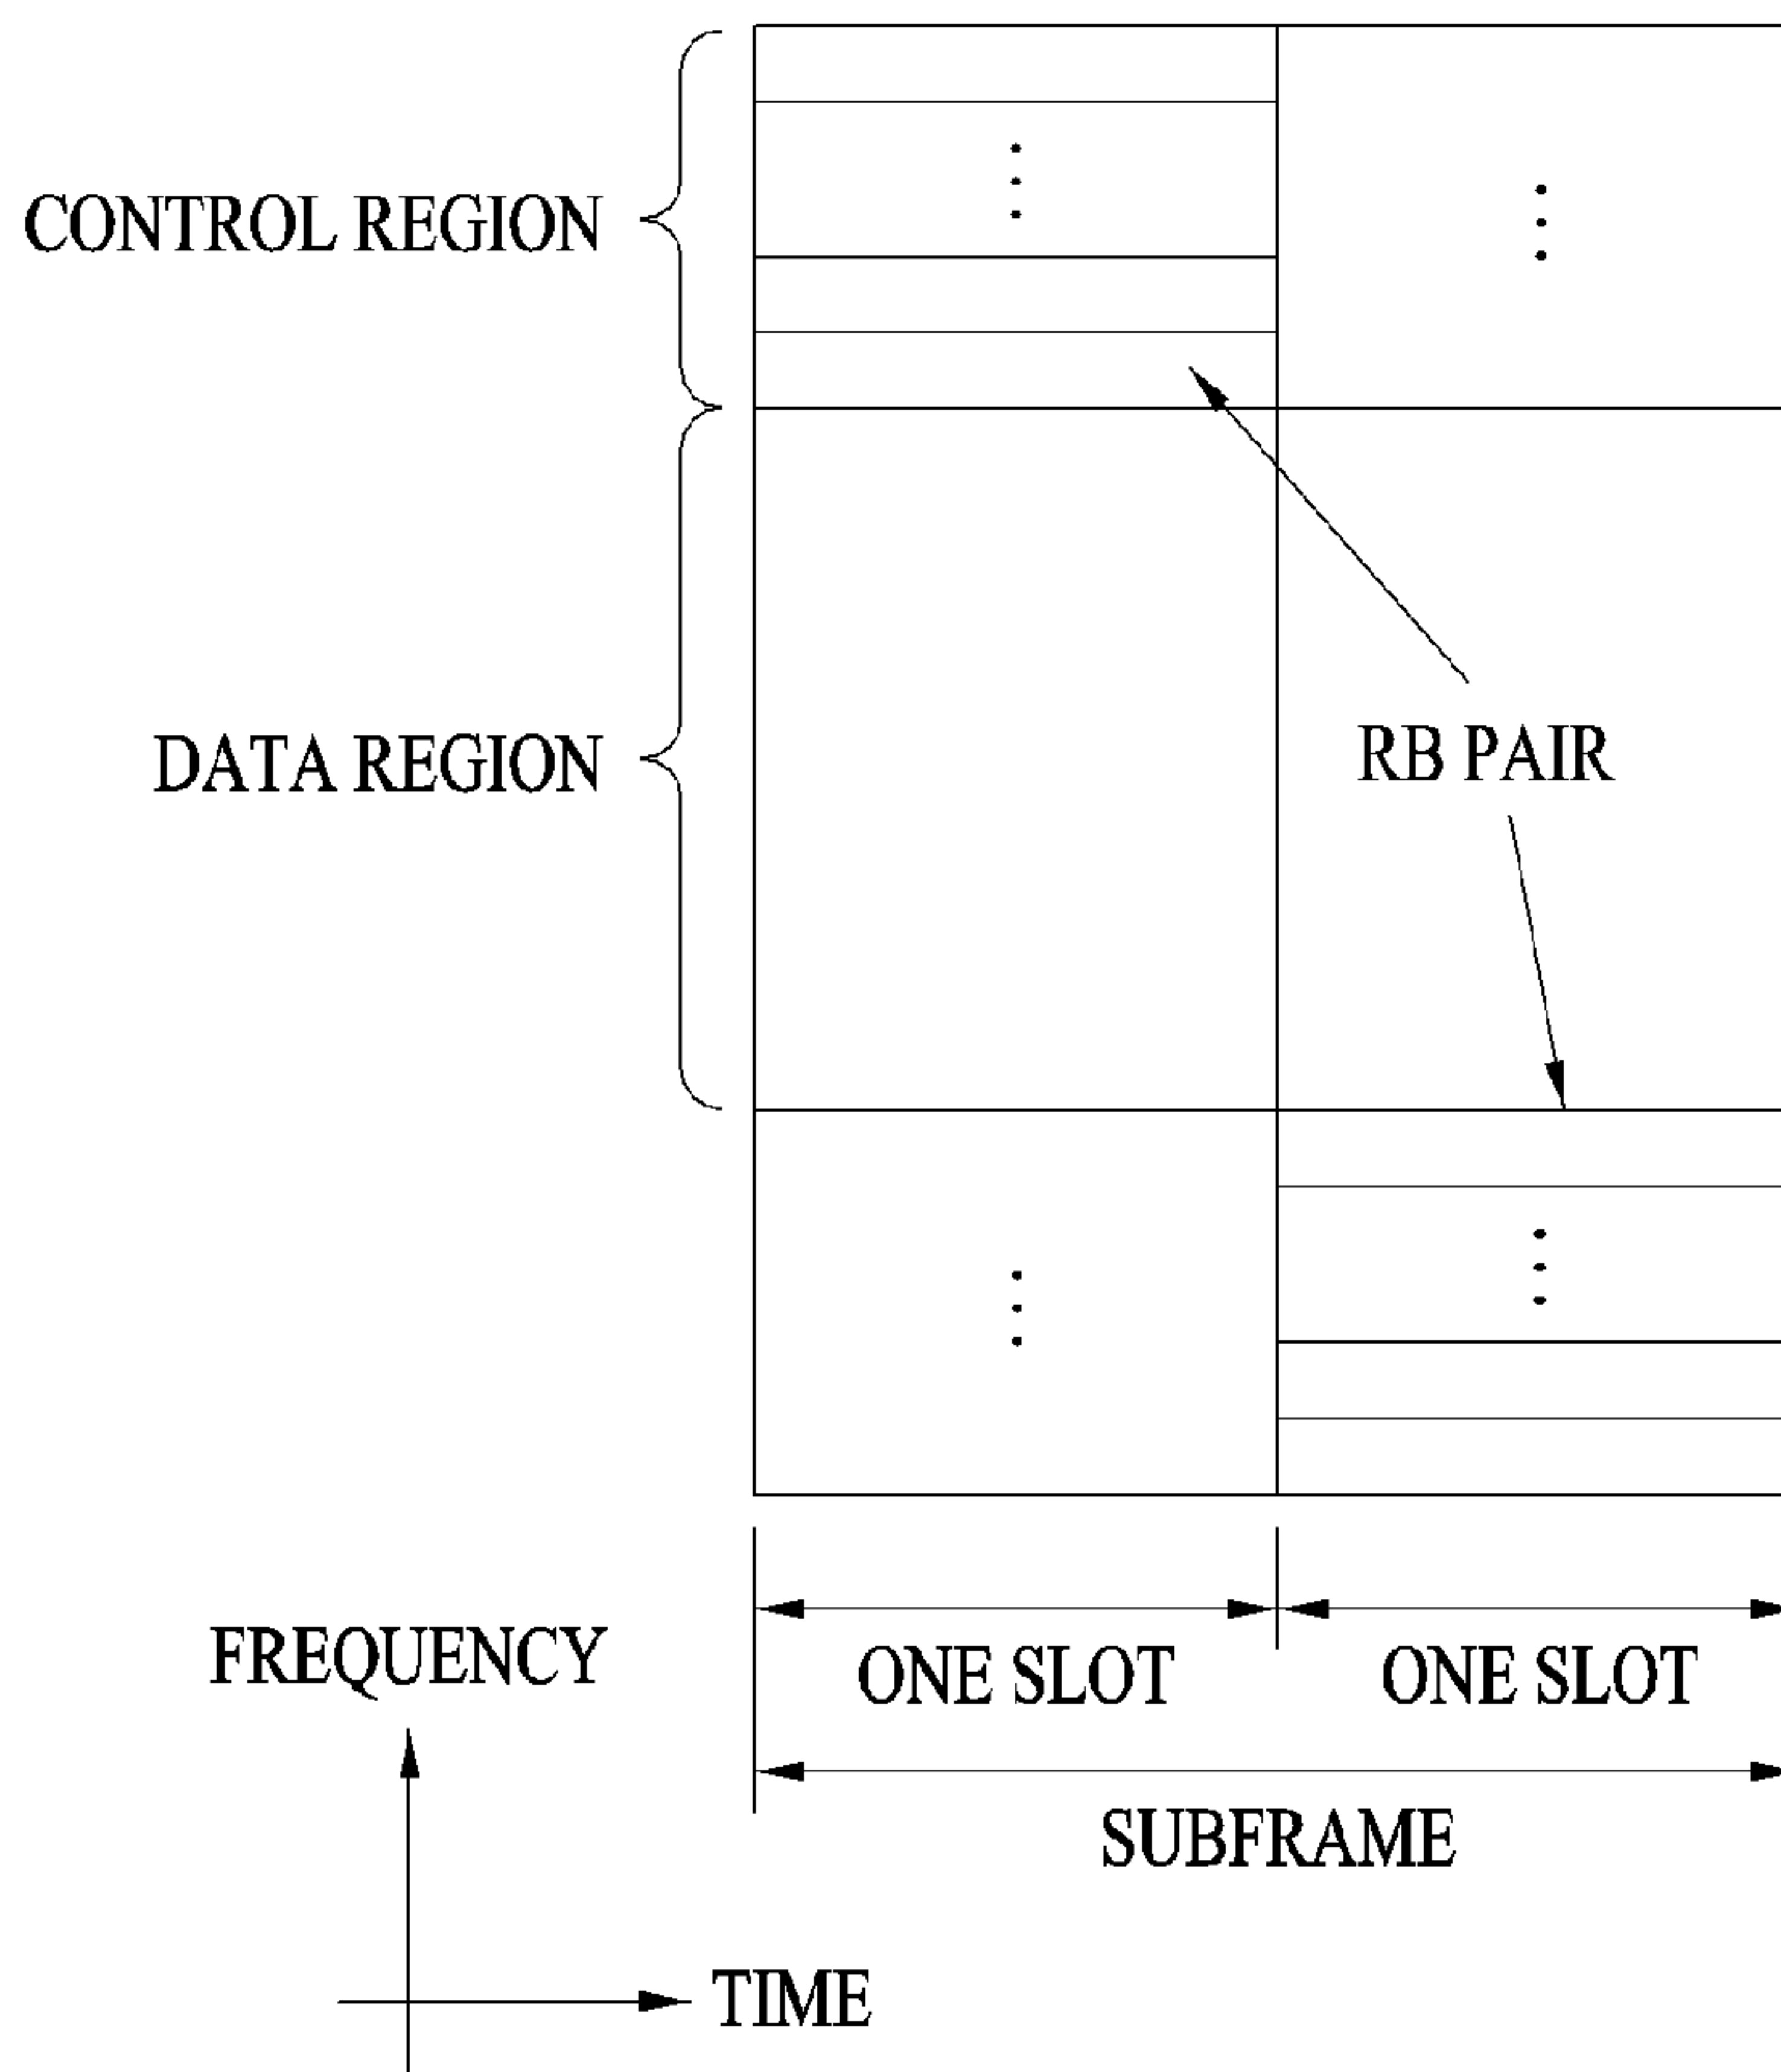 CONTROL REGION
DATA REGION
RB PAIR
FREQUENCY
ONE SLOT
ONE SLOT
SUBFRAME
TIME